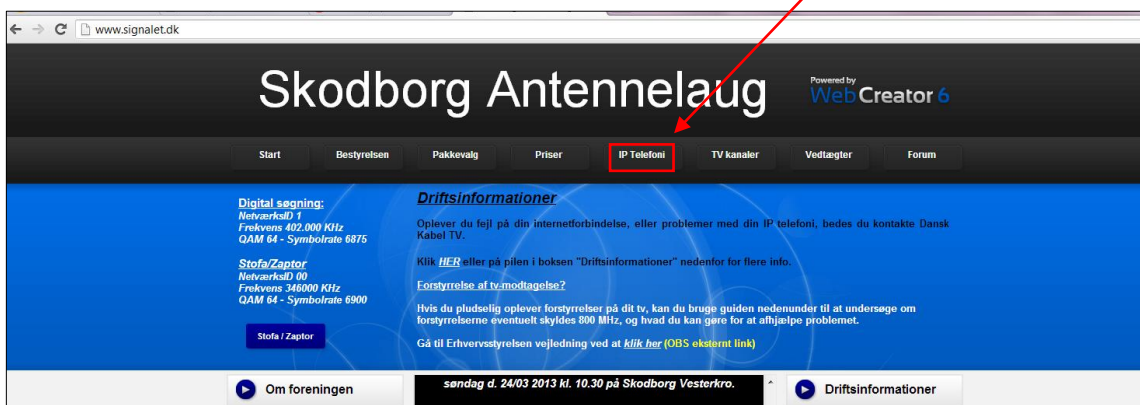 www.signalet.dk
Skodborg Antennelaug
Powered by
WebCreator 6
Start Bestyrelsen Pakkevalg Priser IP Telefoni TV kanaler Vedtægter Forum
Digital søgning:
NetværksID 1
Frekvens 402.000 KHz
QAM 64 - Symbolrate 6875
Stofa/Zaptor
NetværksID 00
Frekvens 346000 KHz
QAM 64 - Symbolrate 6900
Stofa / Zaptor
Driftsinformationer
Oplever du fejl på din internetforbindelse, eller problemer med din IP telefoni, bedes du kontakte Dansk
Kabel TV.
Klik HER eller på pilen i boksen "Driftsinformationer" nedenfor for flere info.
Forstyrrelse af tv-modtagelse?
Hvis du pludselig oplever forstyrrelser på dit tv, kan du bruge guiden nedenunder til at undersøge om
forstyrrelserne eventuelt skyldes 800 MHz, og hvad du kan gøre for at afhjælpe problemet.
Gå til Erhvervsstyrelsen vejledning ved at klik her (OBS eksternt link)
Om foreningen
søndag d. 24/03 2013 kl. 10.30 på Skodborg Vesterkro.
Driftsinformationer